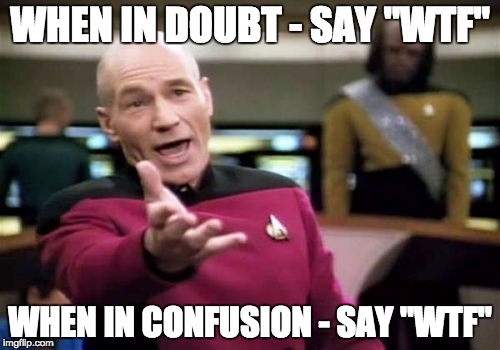 WHEN IN DOUBT - SAY "WTF"
WHEN IN CONFUSION - SAY "WTF"
imgflip.com